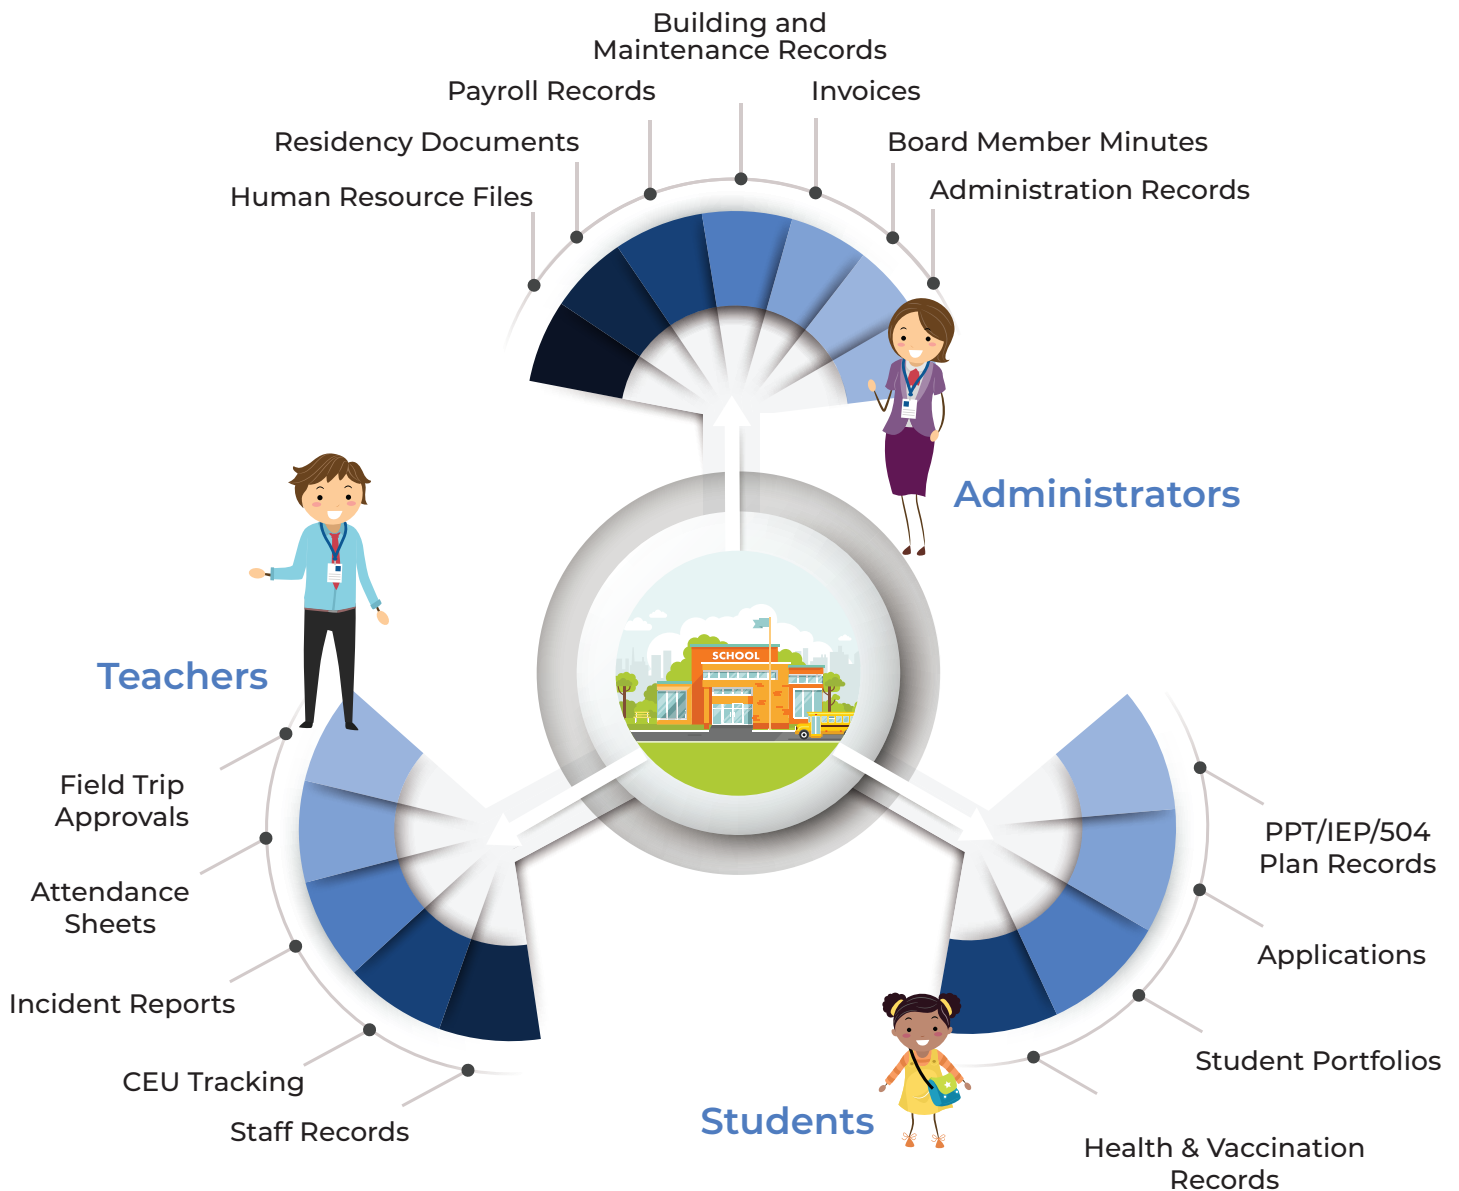 Building and
Maintenance Records
Payroll Records
Invoices
Residency Documents
Board Member Minutes
Human Resource Files
Administration Records
Administrators
Teachers
SCHOOL
Field Trip
Approvals
Attendance
Sheets
Incident Reports
CEU Tracking
Staff Records
PPT/IEP/504
Plan Records
Applications
Student Portfolios
Students
Health & Vaccination
Records